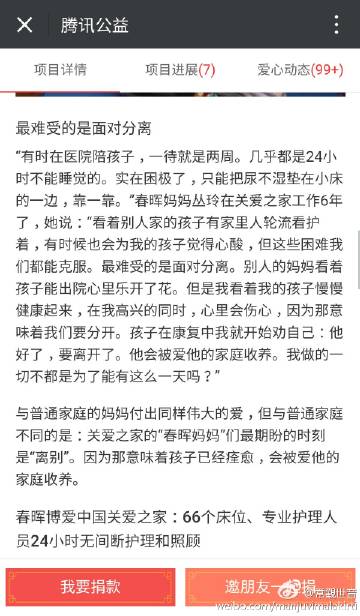 腾讯公益
项目详情 项目进展(7) 爱心动态(99+)
最难受的是面对分离
“有时在医院陪孩子，一待就是两周。几乎都是24小
时不能睡觉的。实在困极了，只能把尿不湿垫在小床
的一边，靠一靠。”春晖妈妈丛玲在关爱之家工作6年
了，她说：“看着别人家的孩子有家里人轮流看护
着，有时候也会为我的孩子觉得心酸，但这些困难我
们都能克服。最难受的是面对分离。别人的妈妈看着
孩子能出院心里乐开了花。但是我看着我的孩子慢慢
健康起来，在我高兴的同时，心里会伤心，因为那意
味着我们要分开。孩子在康复中我就开始劝自己：他
好了，要离开了。他会被爱他的家庭收养。我做的一
切不都是为了能有这么一天吗？”
与普通家庭的妈妈付出同样伟大的爱，但与普通家庭
不同的是：关爱之家的“春晖妈妈”们最期盼的时刻
是“离别”。因为那意味着孩子已经痊愈，会被爱他的
家庭收养。
春晖博爱中国关爱之家：66个床位、专业护理人
员24小时无间断护理和照顾
我要捐款 邀朋友一起捐